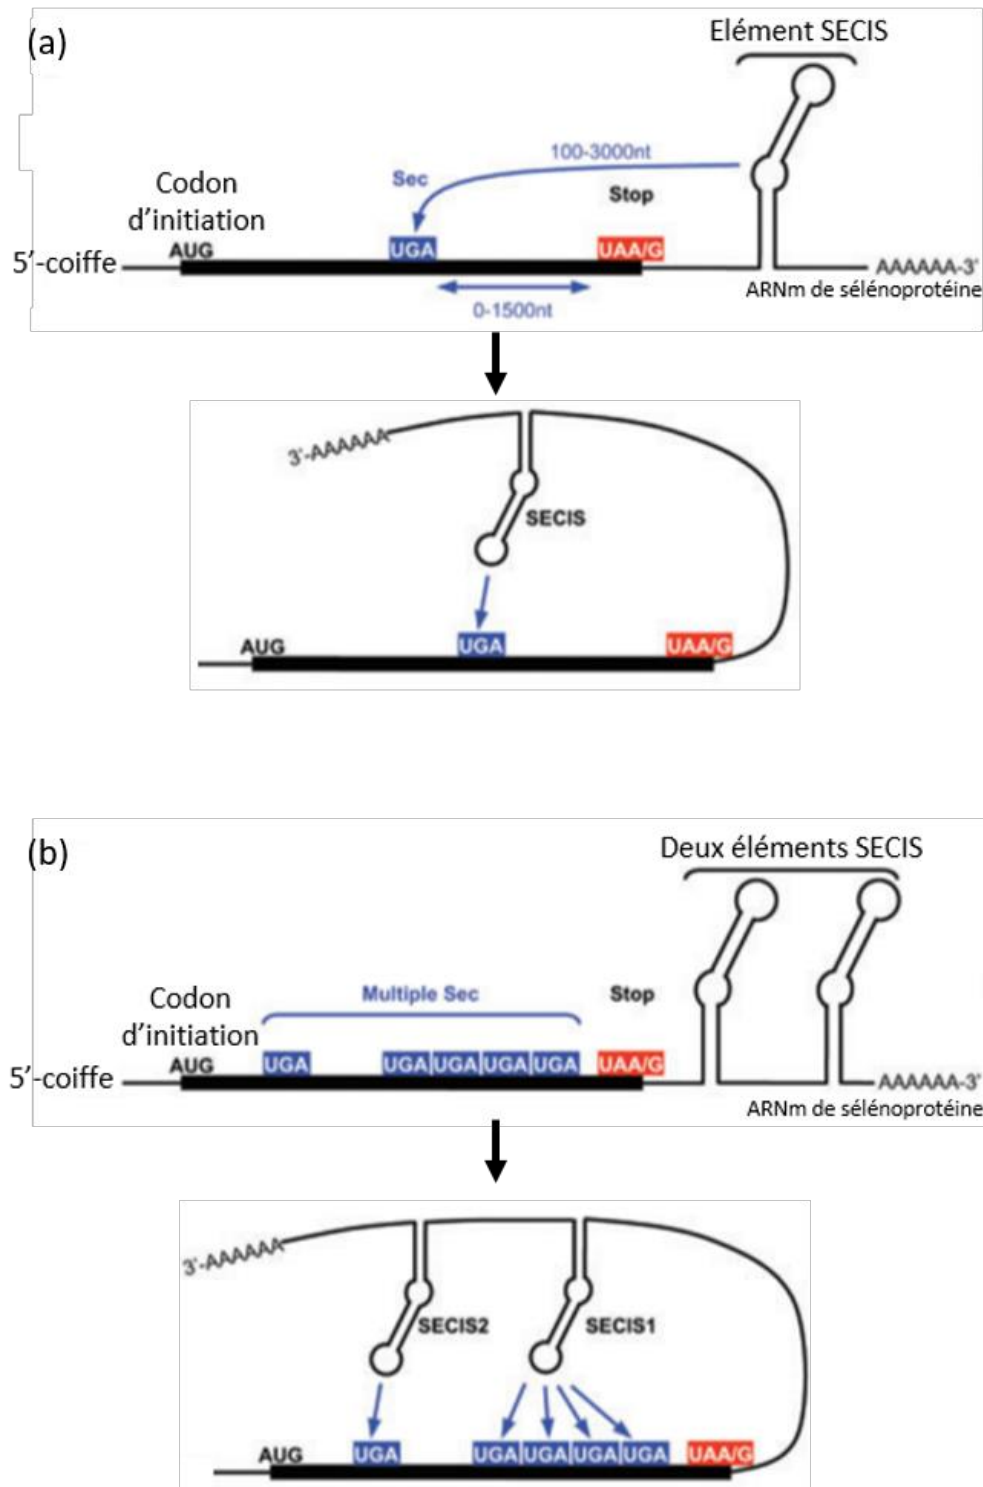 (a)
Elément SECIS
100-3000nt
Sec
Stop
Codon
d'initiation
AUG
UGA
UAA/G
5'-coiffe
AAAAAA-3'
ARNm de sélénoprotéine
0-1500nt
3'-AAAAAA
SECIS
AUG
UGA
UAA/G
(b)
Deux éléments SECIS
Multiple Sec
Stop
Codon
d'initiation
AUG
UGA
UGA UGA UGA UGA
UAA/G
5'-coiffe
AAAAAA-3'
ARNm de sélénoprotéine
3'-AAAAAA
SECIS2
SECIS1
AUG
UGA
UGA UGA UGA UGA
UAA/G